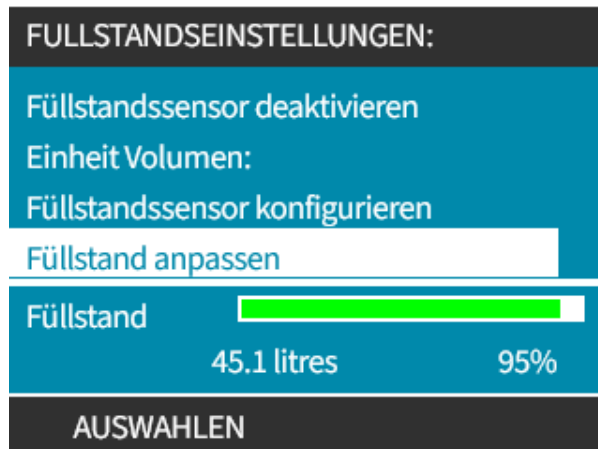 FULLSTANDSEINSTELLUNGEN:
Füllstandssensor deaktivieren
Einheit Volumen:
Füllstandssensor konfigurieren
Füllstand anpassen
Füllstand
45.1 litres 95%
AUSWAHLEN